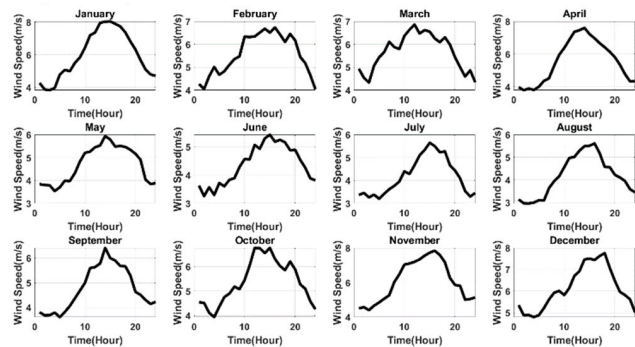 January February March April
Wind Speed(m/s) 8 6 4 Wind Speed(m/s) 7 6 5 4 Wind Speed(m/s) 7 6 5 4 Wind Speed(m/s) 8 6 4
0 10 20 0 10 20 0 10 20 0 10 20
Time(Hour) Time(Hour) Time(Hour) Time(Hour)
May June July August
Wind Speed(m/s) 6 5 4 3 Wind Speed(m/s) 5 4 3 Wind Speed(m/s) 6 5 4 3 Wind Speed(m/s) 6 5 4 3
0 10 20 0 10 20 0 10 20 0 10 20
Time(Hour) Time(Hour) Time(Hour) Time(Hour)
September October November December
Wind Speed(m/s) 6 5 4 Wind Speed(m/s) 6 5 4 Wind Speed(m/s) 8 6 4 Wind Speed(m/s) 8 7 6 5
0 10 20 0 10 20 0 10 20 0 10 20
Time(Hour) Time(Hour) Time(Hour) Time(Hour)